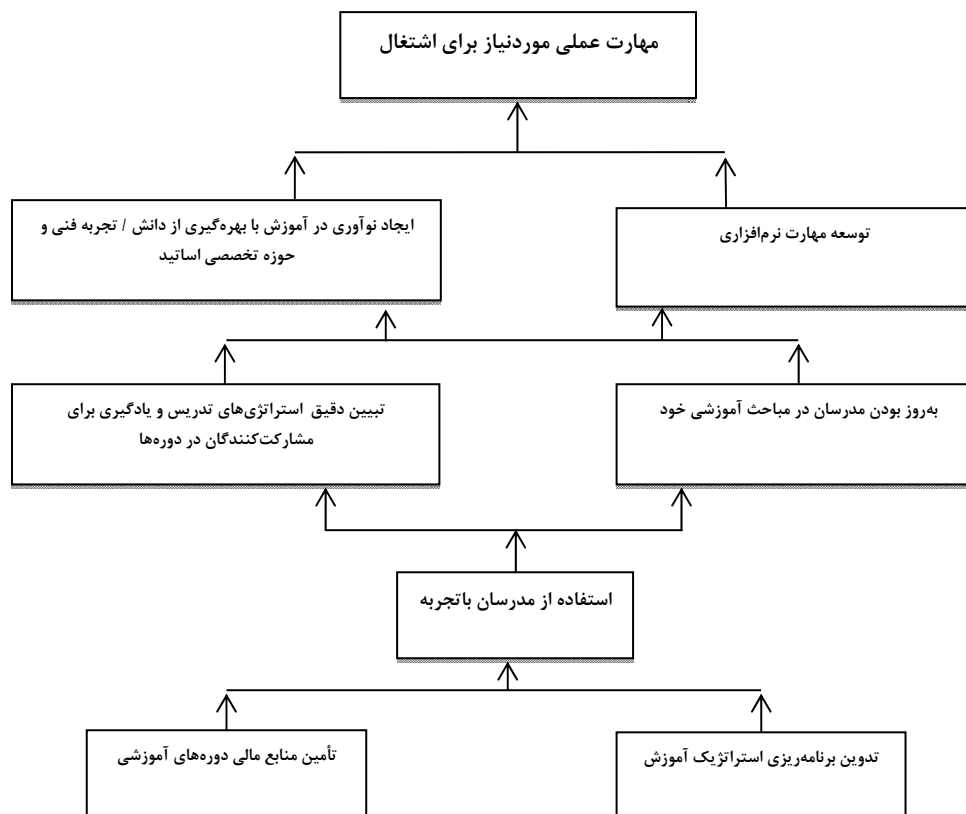 مهارت عملی موردنیاز برای اشتغال
توسعه مهارت نرم‌افزاری
ایجاد نوآوری در آموزش با بهره‌گیری از دانش / تجربه فنی و
حوزه تخصصی اساتید
به‌روز بودن مدرسان در مباحث آموزشی خود
تبیین دقیق استراتژی‌های تدریس و یادگیری برای
مشارکت‌کنندگان در دوره‌ها
استفاده از مدرسان باتجربه
تدوین برنامه‌ریزی استراتژیک آموزش
تأمین منابع مالی دوره‌های آموزشی